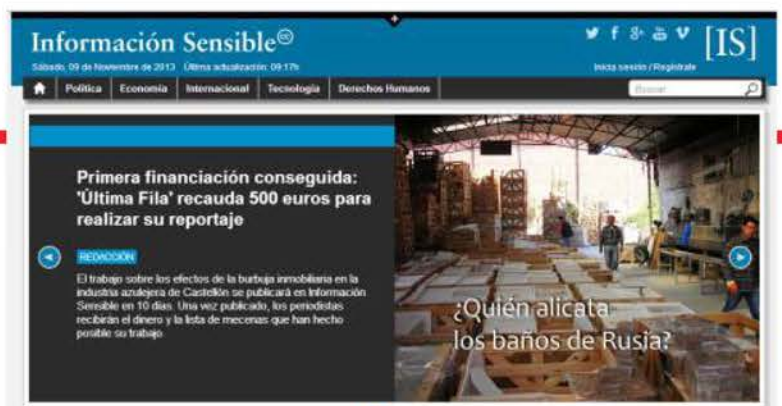 Información Sensible
[IS]
Sábado, 09 de Noviembre de 2013 Última actualización: 09:17h
Inicia sesión / Regístrate
Política Economía Internacional Tecnología Derechos Humanos
Buscar
Primera financiación conseguida:
'Última Fila' recauda 500 euros para
realizar su reportaje
REDACCIÓN
El trabajo sobre los efectos de la burbuja inmobiliaria en la
industria azulejera de Castellón se publicará en Información
Sensible en 10 días. Una vez publicado, los periodistas
recibirán el dinero y la lista de mecenas que han hecho
posible su trabajo.
¿Quién alicata
los baños de Rusia?